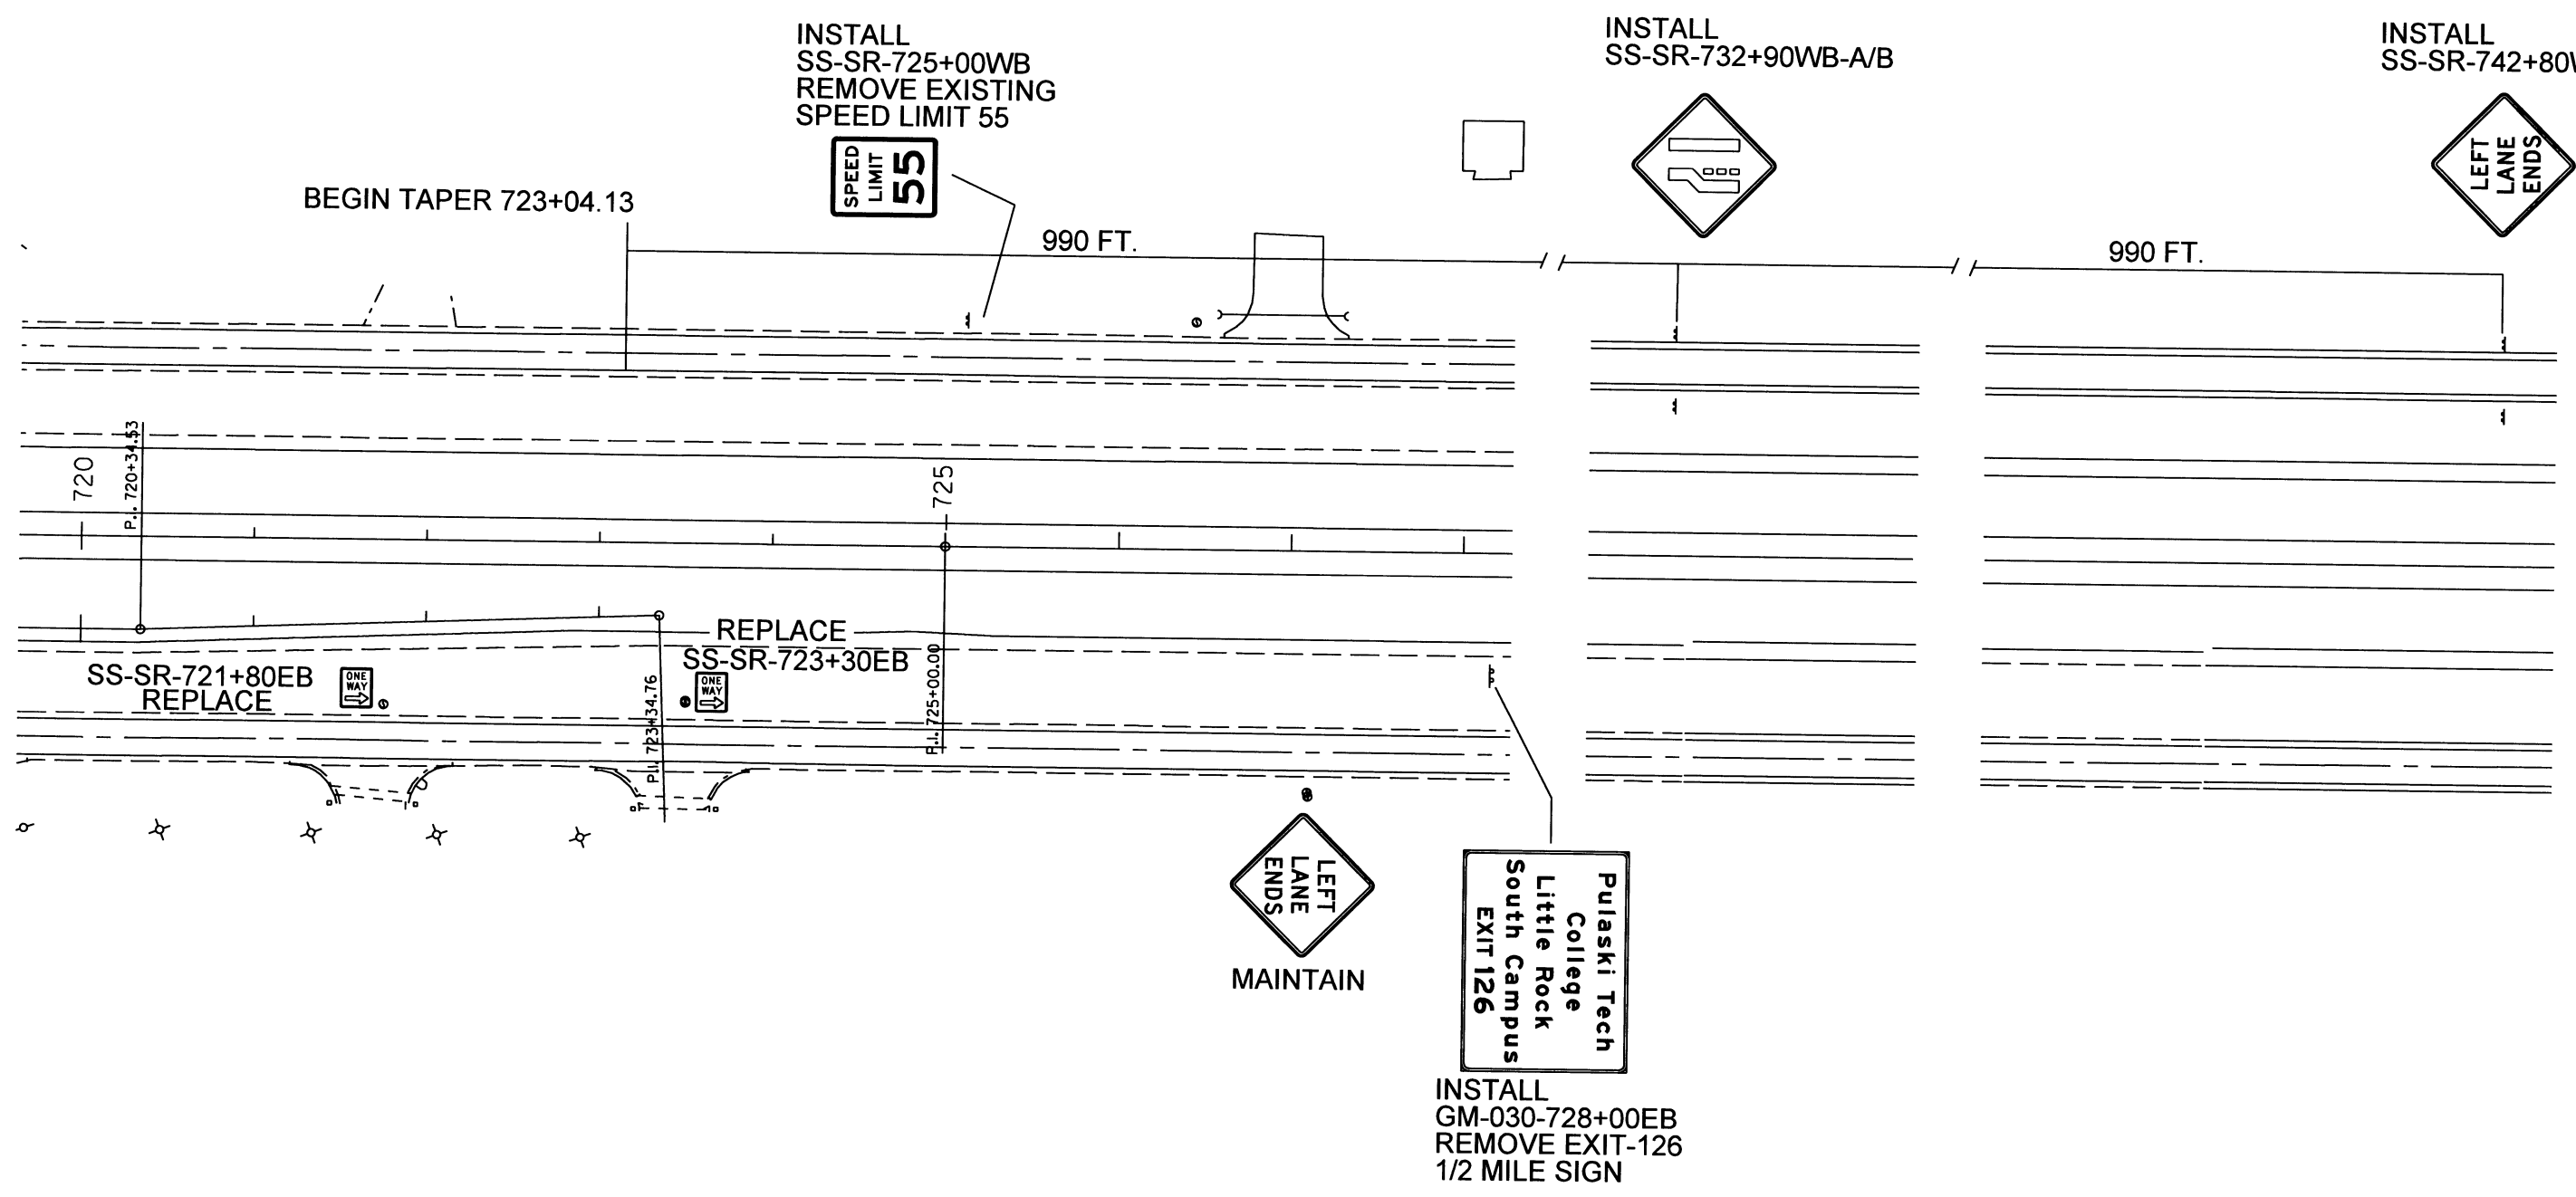 INSTALL
SS-SR-725+00WB
REMOVE EXISTING
SPEED LIMIT 55
SPEED
LIMIT
55
INSTALL
SS-SR-732+90WB-A/B
INSTALL
SS-SR-742+80W
LEFT
LANE
ENDS
BEGIN TAPER 723+04.13
990 FT.
990 FT.
720
P.I. 720+34.53
725
REPLACE
SS-SR-723+30EB
ONE
WAY
SS-SR-721+80EB
REPLACE
ONE
WAY
P.I. 723+34.76
P.I. 725+00.00
LEFT
LANE
ENDS
MAINTAIN
Pulaski Tech
College
Little Rock
South Campus
EXIT 126
INSTALL
GM-030-728+00EB
REMOVE EXIT-126
1/2 MILE SIGN